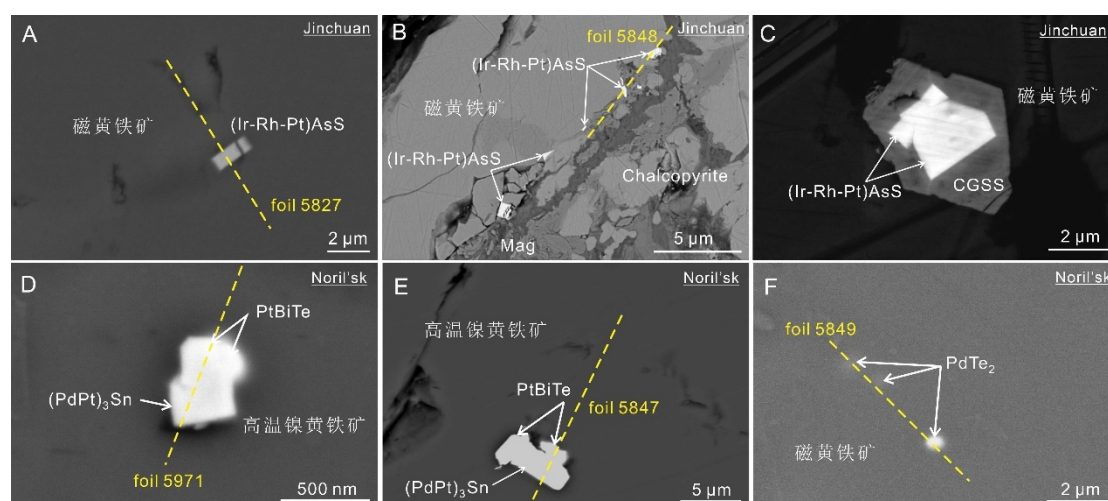 A
Jinchuan
磁黄铁矿
(Ir-Rh-Pt)AsS
foil 5827
2 μm
B
foil 5848
Jinchuan
(Ir-Rh-Pt)AsS
磁黄铁矿
(Ir-Rh-Pt)AsS
Chalcopyrite
Mag
5 μm
C
Jinchuan
磁黄铁矿
(Ir-Rh-Pt)AsS
CGSS
2 μm
D
Noril'sk
PtBiTe
(PdPt)₃Sn
高温镍黄铁矿
foil 5971
500 nm
E
Noril'sk
高温镍黄铁矿
PtBiTe
foil 5847
(PdPt)₃Sn
5 μm
F
Noril'sk
foil 5849
PdTe₂
磁黄铁矿
2 μm